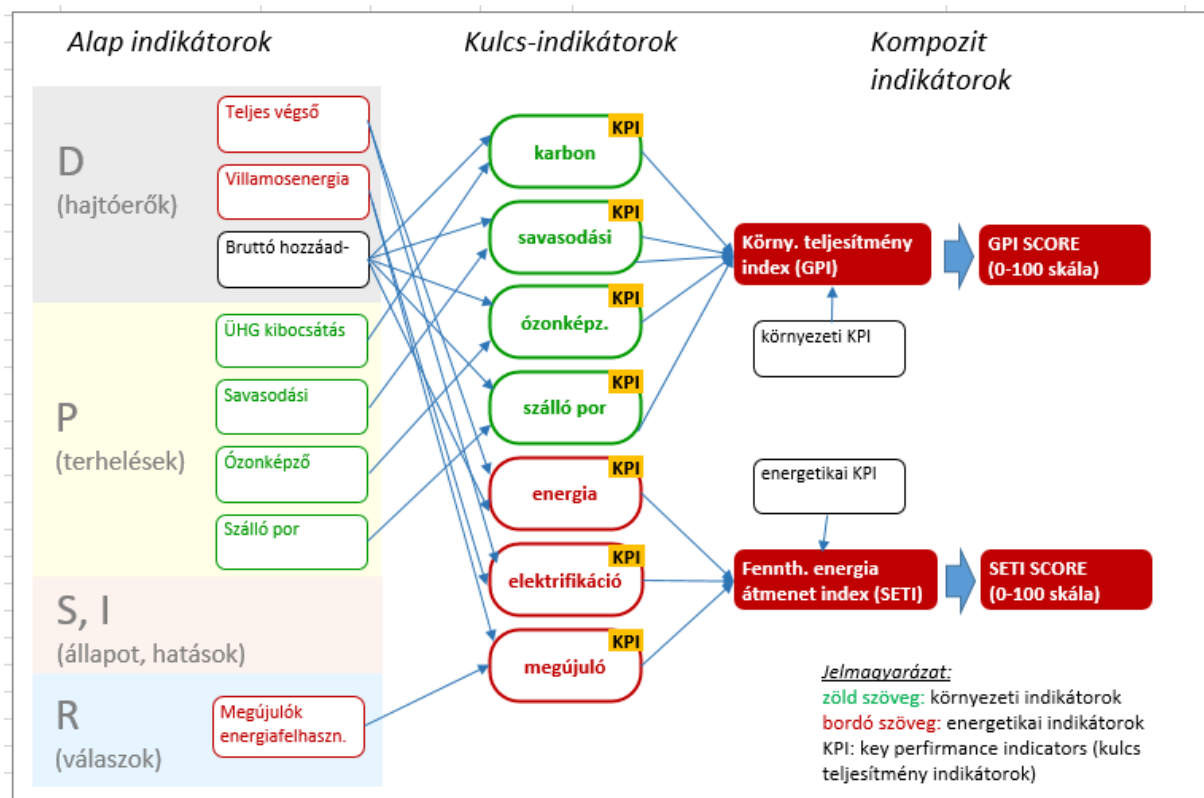 Alap indikátorok
Kulcs-indikátorok
Kompozit
indikátorok
D
(hajtóerők)
Teljes végső
Villamosenergia
Bruttó hozzáad-
P
(terhelések)
ÜHG kibocsátás
Savasodási
Ózonképző
Szálló por
S, I
(állapot, hatások)
R
(válaszok)
Megújulók
energiafelhaszn.
KPI
karbon
KPI
savasodási
KPI
ózonképz.
KPI
szálló por
KPI
energia
KPI
elektrifikáció
KPI
megújuló
Körny. teljesítmény
index (GPI)
GPI SCORE
(0-100 skála)
környezeti KPI
energetikai KPI
Fennth. energia
átmenet index (SETI)
SETI SCORE
(0-100 skála)
Jelmagyarázat:
zöld szöveg: környezeti indikátorok
bordó szöveg: energetikai indikátorok
KPI: key perfirmance indicators (kulcs
teljesítmény indikátorok)